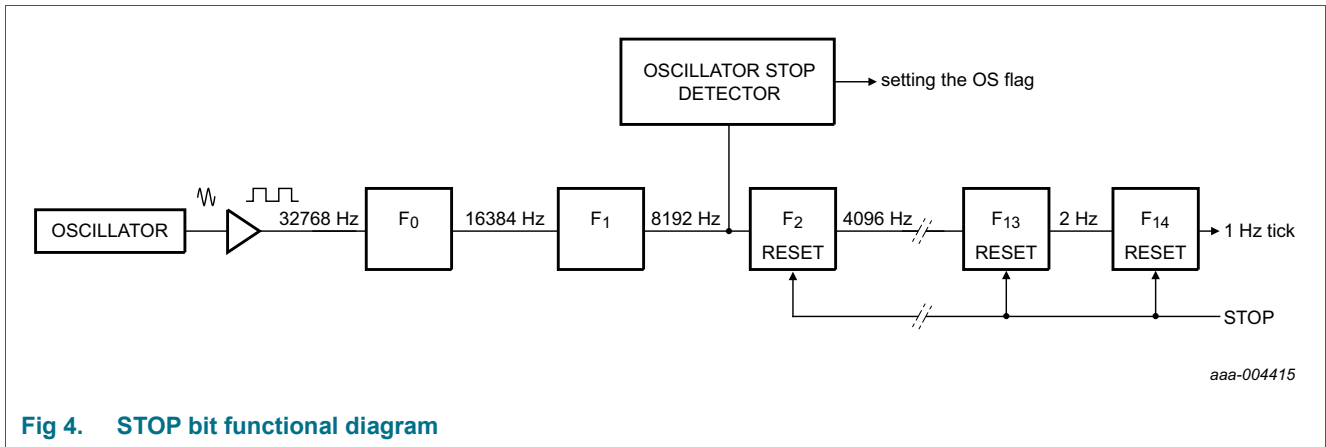 OSCILLATOR STOP
DETECTOR
setting the OS flag
OSCILLATOR
32768 Hz
F0
16384 Hz
F1
8192 Hz
F2
RESET
4096 Hz
F13
RESET
2 Hz
F14
RESET
1 Hz tick
STOP
aaa-004415
Fig 4. STOP bit functional diagram